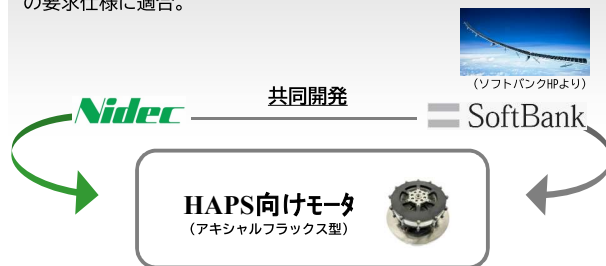 の要求仕様に適合。
(ソフトバンクHPより)
共同開発
Nidec
SoftBank
HAPS向けモータ
(アキシャルフラックス型)